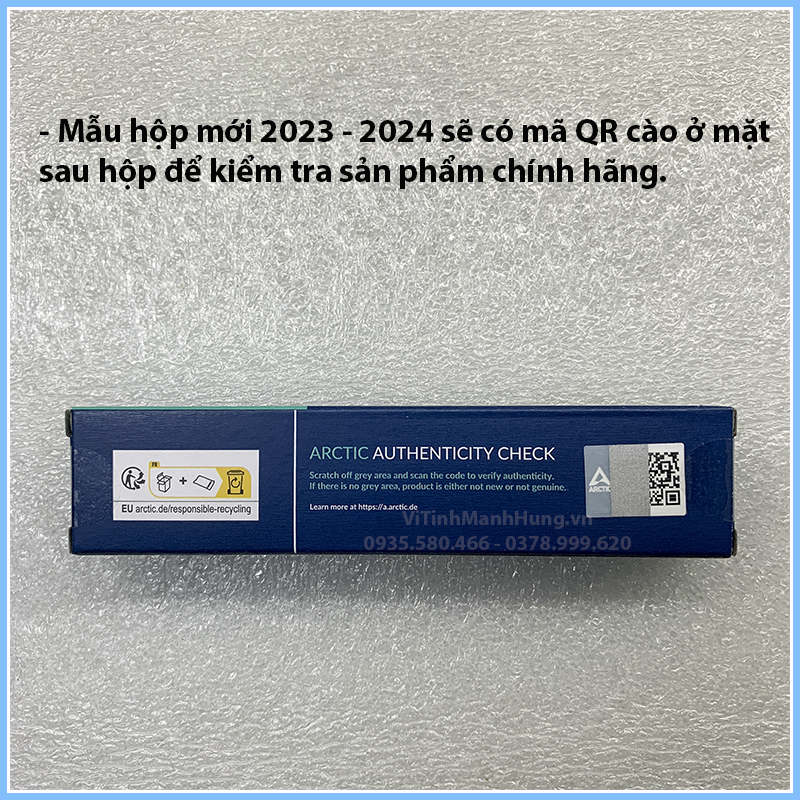 - Mẫu hộp mới 2023 - 2024 sẽ có mã QR cào ở mặt
sau hộp để kiểm tra sản phẩm chính hãng.
ARCTIC AUTHENTICITY CHECK
Scratch off grey area and scan the code to verify authenticity.
If there is no grey area, product is either not new or not genuine.
Learn more at https://a.arctic.de
FR
+
EU arctic.de/responsible-recycling
ARCTIC
ViTinhManhHung.vn
0935.580.466 - 0378.999.620